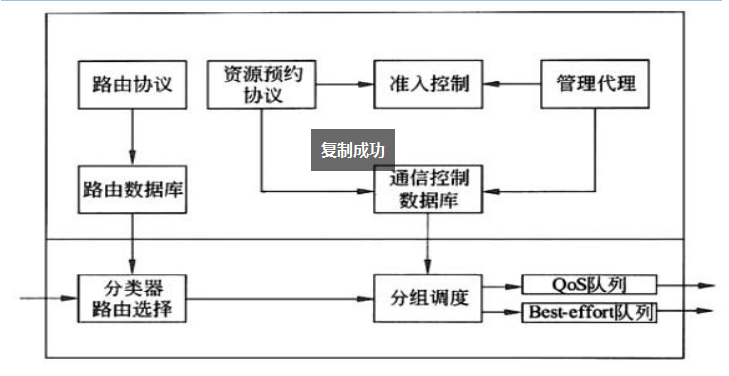 路由协议
资源预约
协议
准入控制
管理代理
复制成功
路由数据库
通信控制
数据库
分类器
路由选择
分组调度
QoS队列
Best-effort队列